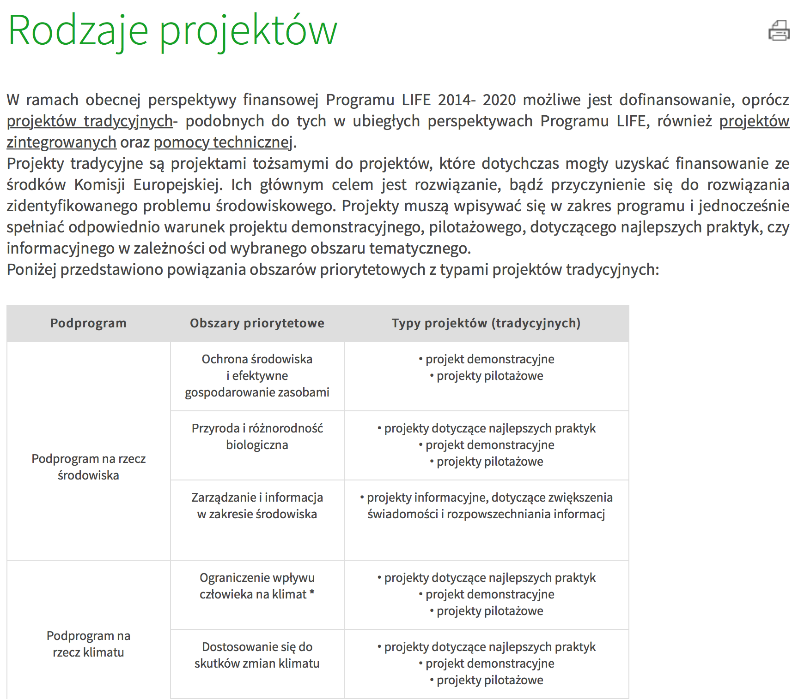 Rodzaje projektów
W ramach obecnej perspektywy finansowej Programu LIFE 2014- 2020 możliwe jest dofinansowanie, oprócz
projektów tradycyjnych- podobnych do tych w ubiegłych perspektywach Programu LIFE, również projektów
zintegrowanych oraz pomocy technicznej.
Projekty tradycyjne są projektami tożsamymi do projektów, które dotychczas mogły uzyskać finansowanie ze
środków Komisji Europejskiej. Ich głównym celem jest rozwiązanie, bądź przyczynienie się do rozwiązania
zidentyfikowanego problemu środowiskowego. Projekty muszą wpisywać się w zakres programu i jednocześnie
spełniać odpowiednio warunek projektu demonstracyjnego, pilotażowego, dotyczącego najlepszych praktyk, czy
informacyjnego w zależności od wybranego obszaru tematycznego.
Poniżej przedstawiono powiązania obszarów priorytetowych z typami projektów tradycyjnych:
Podprogram Obszary priorytetowe Typy projektów (tradycyjnych)
Podprogram na rzecz
środowiska
Ochrona środowiska
i efektywne
gospodarowanie zasobami
• projekt demonstracyjne
• projekty pilotażowe
Przyroda i różnorodność
biologiczna
• projekty dotyczące najlepszych praktyk
• projekt demonstracyjne
• projekty pilotażowe
Zarządzanie i informacja
w zakresie środowiska
• projekty informacyjne, dotyczące zwiększenia
świadomości i rozpowszechniania informacj
Podprogram na
rzecz klimatu
Ograniczenie wpływu
człowieka na klimat *
• projekty dotyczące najlepszych praktyk
• projekt demonstracyjne
• projekty pilotażowe
Dostosowanie się do
skutków zmian klimatu
• projekty dotyczące najlepszych praktyk
• projekt demonstracyjne
• projekty pilotażowe